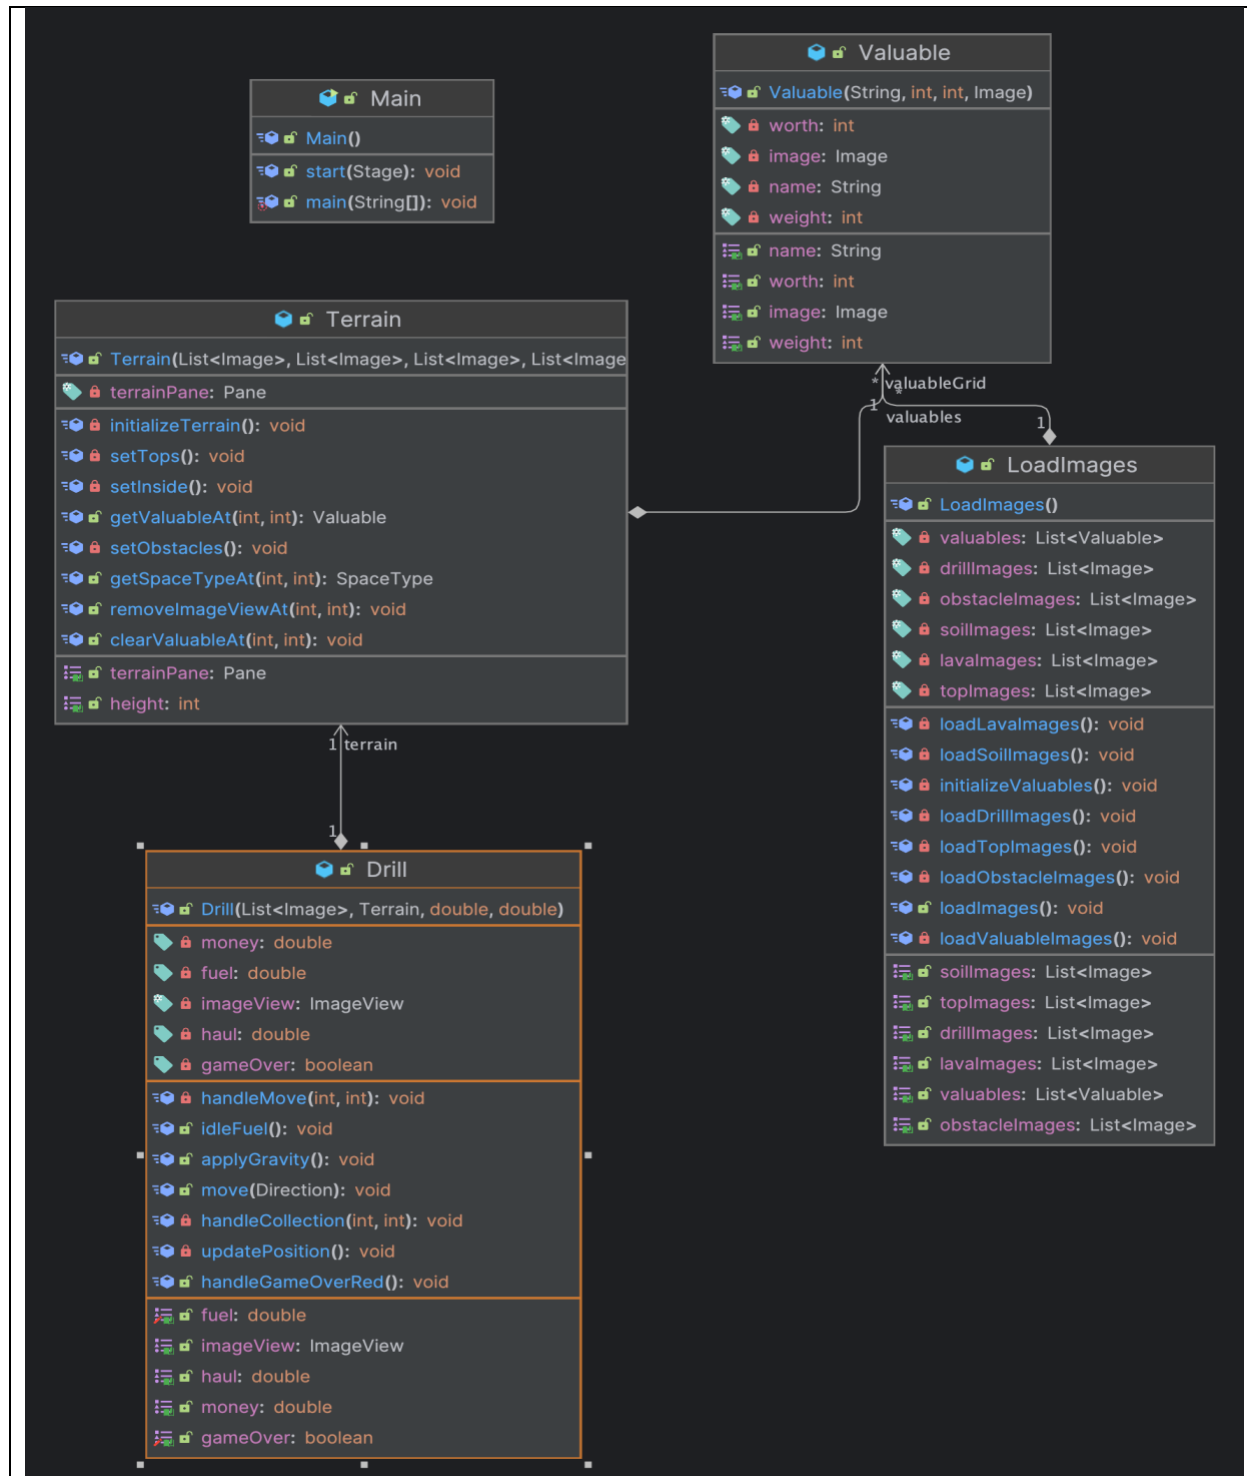 Main
Main()
start(Stage): void
main(String[]): void
Valuable
Valuable(String, int, int, Image)
worth: int
image: Image
name: String
weight: int
name: String
worth: int
image: Image
weight: int
Terrain
Terrain(List<Image>, List<Image>, List<Image>, List<Image
terrainPane: Pane
initializeTerrain(): void
setTops(): void
setInside(): void
getValuableAt(int, int): Valuable
setObstacles(): void
getSpaceTypeAt(int, int): SpaceType
removeImageViewAt(int, int): void
clearValuableAt(int, int): void
terrainPane: Pane
height: int
* valuableGrid
*
1 valuables
1
LoadImages
LoadImages()
valuables: List<Valuable>
drillImages: List<Image>
obstacleImages: List<Image>
soilImages: List<Image>
lavaImages: List<Image>
topImages: List<Image>
loadLavaImages(): void
loadSoilImages(): void
initializeValuables(): void
loadDrillImages(): void
loadTopImages(): void
loadObstacleImages(): void
loadImages(): void
loadValuableImages(): void
soilImages: List<Image>
topImages: List<Image>
drillImages: List<Image>
lavaImages: List<Image>
valuables: List<Valuable>
obstacleImages: List<Image>
1 terrain
1
Drill
Drill(List<Image>, Terrain, double, double)
money: double
fuel: double
imageView: ImageView
haul: double
gameOver: boolean
handleMove(int, int): void
idleFuel(): void
applyGravity(): void
move(Direction): void
handleCollection(int, int): void
updatePosition(): void
handleGameOverRed(): void
fuel: double
imageView: ImageView
haul: double
money: double
gameOver: boolean